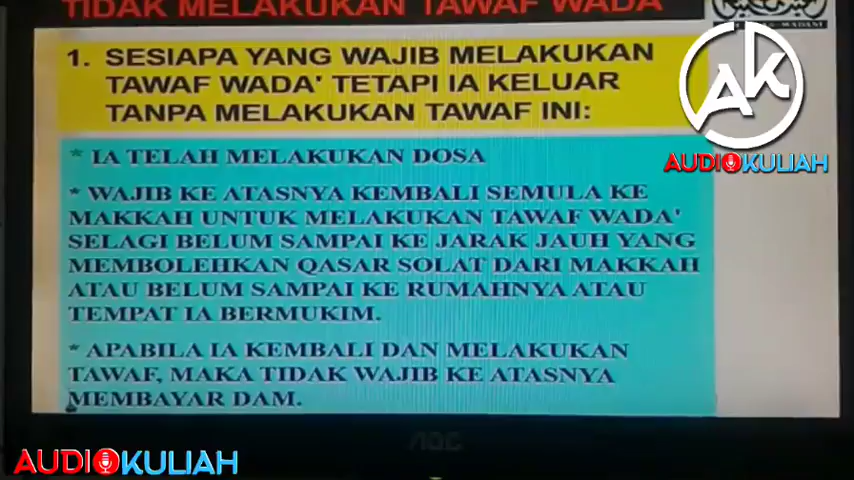 TIDAK MELAKUKAN TAWAF WADA
1. SESIAPA YANG WAJIB MELAKUKAN
TAWAF WADA' TETAPI IA KELUAR
TANPA MELAKUKAN TAWAF INI:
* IA TELAH MELAKUKAN DOSA
* WAJIB KE ATASNYA KEMBALI SEMULA KE
MAKKAH UNTUK MELAKUKAN TAWAF WADA'
SELAGI BELUM SAMPAI KE JARAK JAUH YANG
MEMBOLEHKAN QASAR SOLAT DARI MAKKAH
ATAU BELUM SAMPAI KE RUMAHNYA ATAU
TEMPAT IA BERMUKIM.
* APABILA IA KEMBALI DAN MELAKUKAN
TAWAF, MAKA TIDAK WAJIB KE ATASNYA
MEMBAYAR DAM.
AK
AUDIOKULIAH
AOC
AUDIOKULIAH